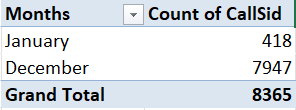 Months Count of CallSid
January 418
December 7947
Grand Total 8365